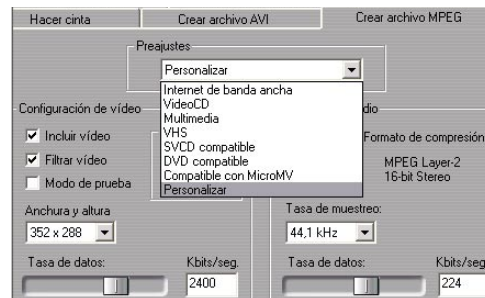 Hacer cinta
Crear archivo AVI
Crear archivo MPEG
Preajustes
Personalizar
Internet de banda ancha
VideoCD
Multimedia
VHS
SVCD compatible
DVD compatible
Compatible con MicroMV
Personalizar
Configuración de vídeo
Incluir vídeo
Filtrar vídeo
Modo de prueba
Anchura y altura
352 x 288
Tasa de datos:
Kbits/seg.
2400
dio
Formato de compresión
MPEG Layer-2
16-bit Stereo
Tasa de muestreo:
44,1 kHz
Tasa de datos:
Kbits/seg
224